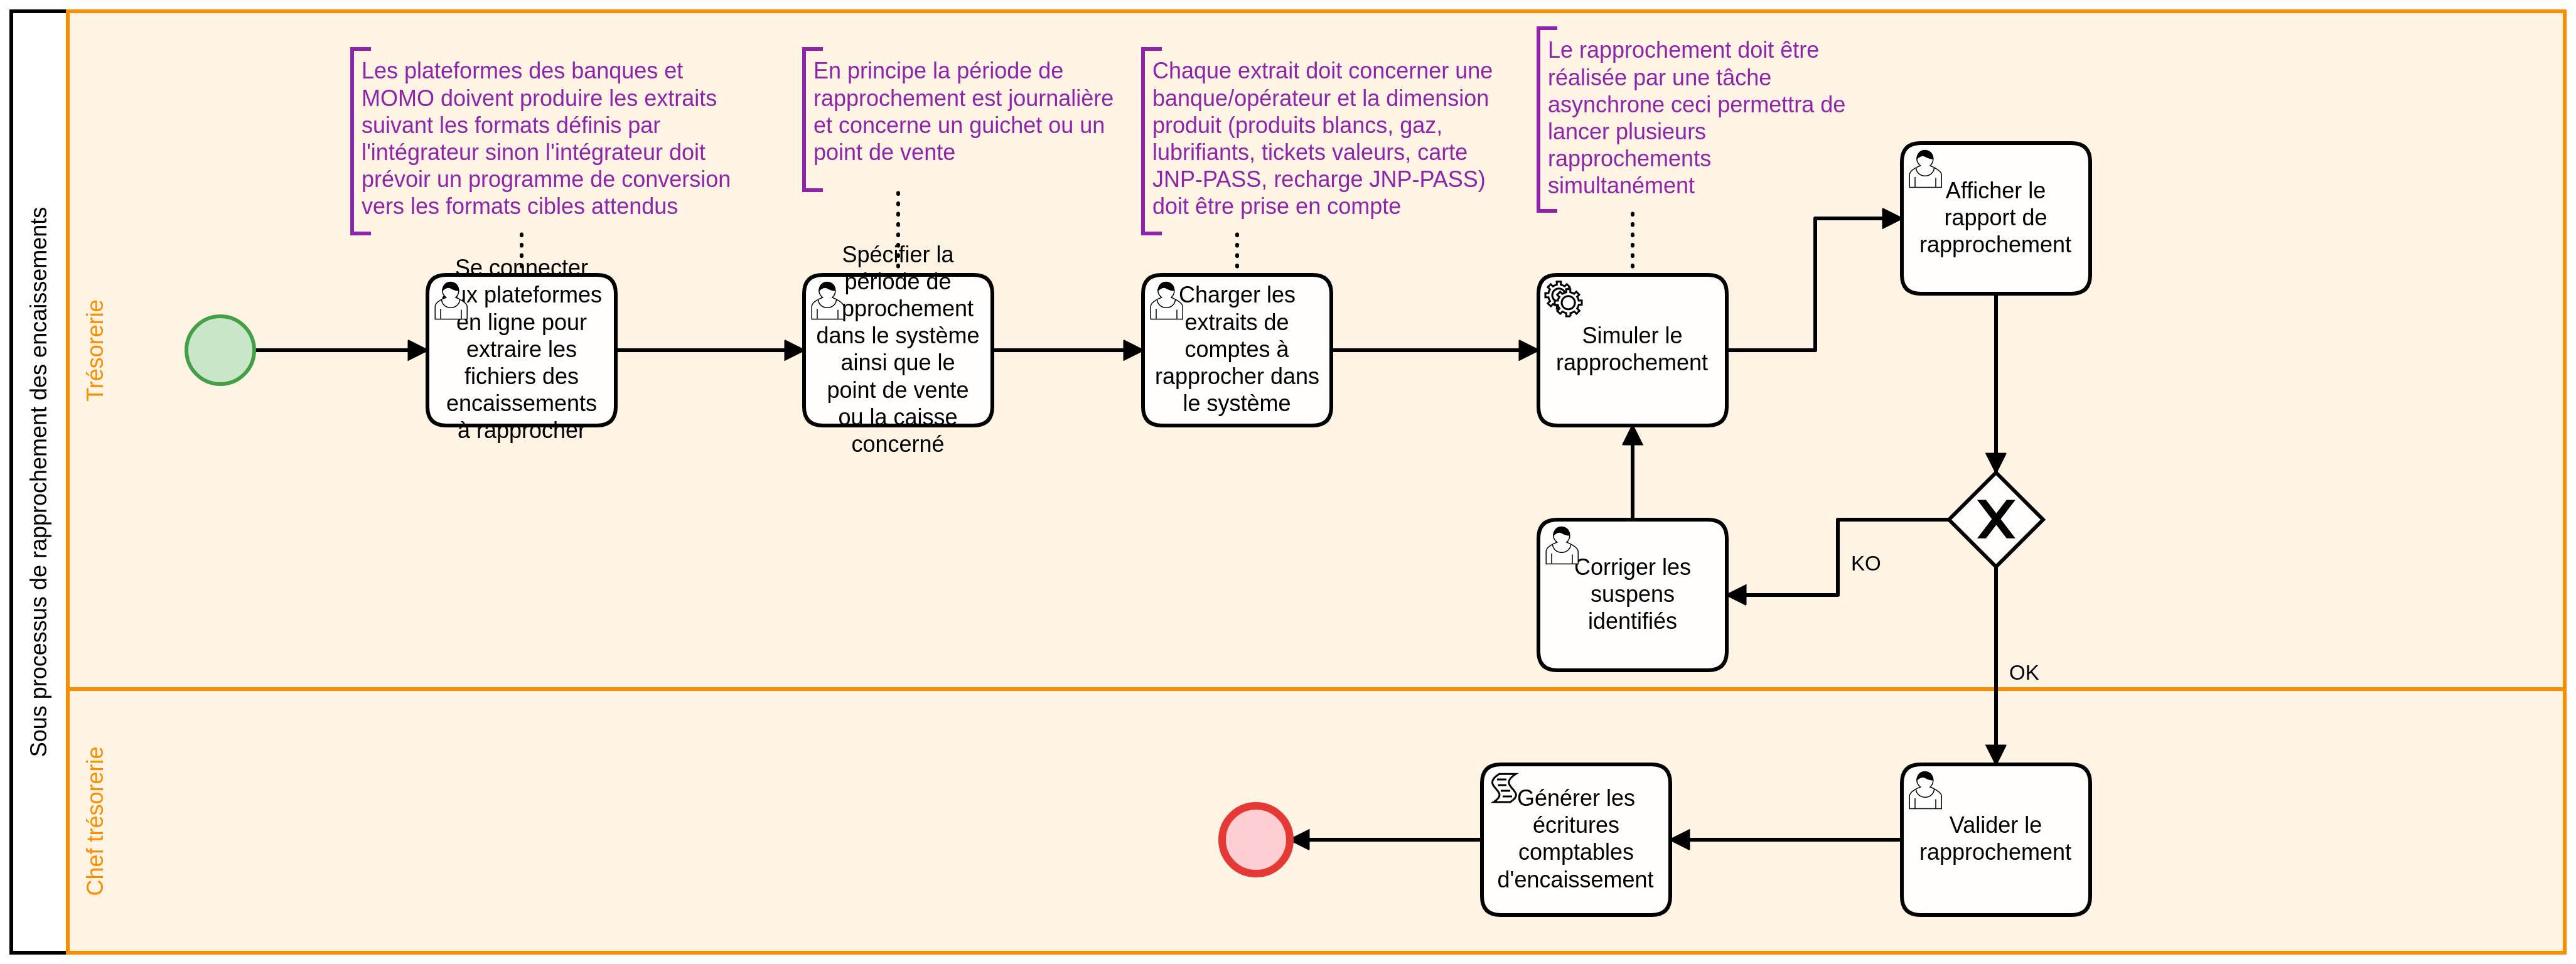 Sous processus de rapprochement des encaissements
Trésorerie
Les plateformes des banques et
MOMO doivent produire les extraits
suivant les formats définis par
l'intégrateur sinon l'intégrateur doit
prévoir un programme de conversion
vers les formats cibles attendus
En principe la période de
rapprochement est journalière
et concerne un guichet ou un
point de vente
Chaque extrait doit concerner une
banque/opérateur et la dimension
produit (produits blancs, gaz,
lubrifiants, tickets valeurs, carte
JNP-PASS, recharge JNP-PASS)
doit être prise en compte
Le rapprochement doit être
réalisée par une tâche
asynchrone ceci permettra de
lancer plusieurs
rapprochements
simultanément
Se connecter
aux plateformes
en ligne pour
extraire les
fichiers des
encaissements
à rapprocher
Spécifier la
période de
rapprochement
dans le système
ainsi que le
point de vente
ou la caisse
concerné
Charger les
extraits de
comptes à
rapprocher dans
le système
Simuler le
rapprochement
Afficher le
rapport de
rapprochement
Corriger les
suspens
identifiés
KO
OK
Chef trésorerie
Générer les
écritures
comptables
d'encaissement
Valider le
rapprochement